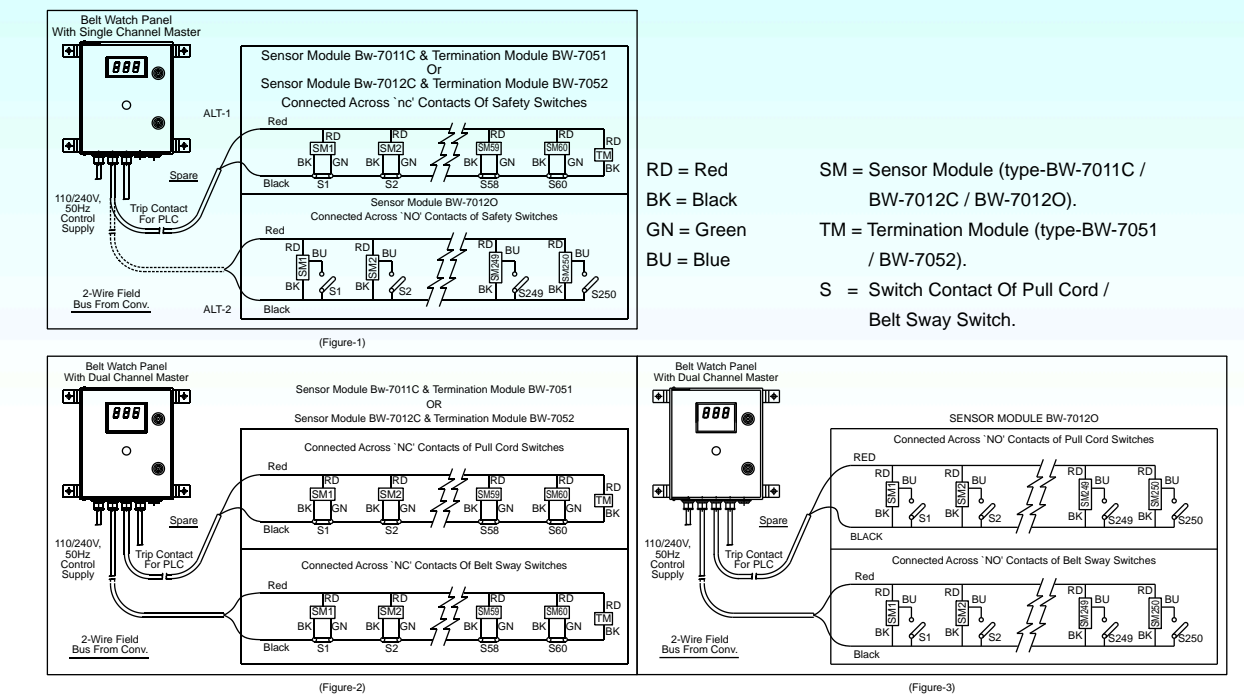 Belt Watch Panel
With Single Channel Master
888
Sensor Module Bw-7011C & Termination Module BW-7051
Or
Sensor Module Bw-7012C & Termination Module BW-7052
Connected Across `nc' Contacts Of Safety Switches
ALT-1
Red
RD RD RD RD RD
SM1 SM2 SM59 SM60 TM
BK GN BK GN BK GN BK GN BK
Black S1 S2 S58 S60
Spare
110/240V,
50Hz
Control
Supply
Trip Contact
For PLC
Sensor Module BW-7012O
Connected Across `NO' Contacts of Safety Switches
Red
RD BU RD BU RD BU RD BU
SM1 SM2 SM249 SM250
BK S1 BK S2 BK S249 BK S250
Black
2-Wire Field
Bus From Conv.
ALT-2
(Figure-1)
RD = Red
BK = Black
GN = Green
BU = Blue
SM = Sensor Module (type-BW-7011C /
BW-7012C / BW-7012O).
TM = Termination Module (type-BW-7051
/ BW-7052).
S = Switch Contact Of Pull Cord /
Belt Sway Switch.
Belt Watch Panel
With Dual Channel Master
888
Sensor Module Bw-7011C & Termination Module BW-7051
OR
Sensor Module BW-7012C & Termination Module BW-7052
Connected Across `NC' Contacts of Pull Cord Switches
Red
RD RD RD RD RD
SM1 SM2 SM59 SM60 TM
BK GN BK GN BK GN BK GN BK
Black S1 S2 S58 S60
Spare
110/240V,
50Hz
Control
Supply
Trip Contact
For PLC
Connected Across `NC' Contacts Of Belt Sway Switches
Red
RD RD RD RD RD
SM1 SM2 SM59 SM60 TM
BK GN BK GN BK GN BK GN BK
Black S1 S2 S58 S60
2-Wire Field
Bus From Conv.
(Figure-2)
Belt Watch Panel
With Dual Channel Master
888
SENSOR MODULE BW-7012O
Connected Across `NO' Contacts of Pull Cord Switches
RED
RD BU RD BU RD BU RD BU
SM1 SM2 SM249 SM250
BK S1 BK S2 BK S249 BK S250
BLACK
Spare
110/240V,
50Hz
Control
Supply
Trip Contact
For PLC
Connected Across `NO' Contacts of Belt Sway Switches
Red
RD BU RD BU RD BU RD BU
SM1 SM2 SM249 SM250
BK S1 BK S2 BK S249 BK S250
Black
2-Wire Field
Bus From Conv.
(Figure-3)